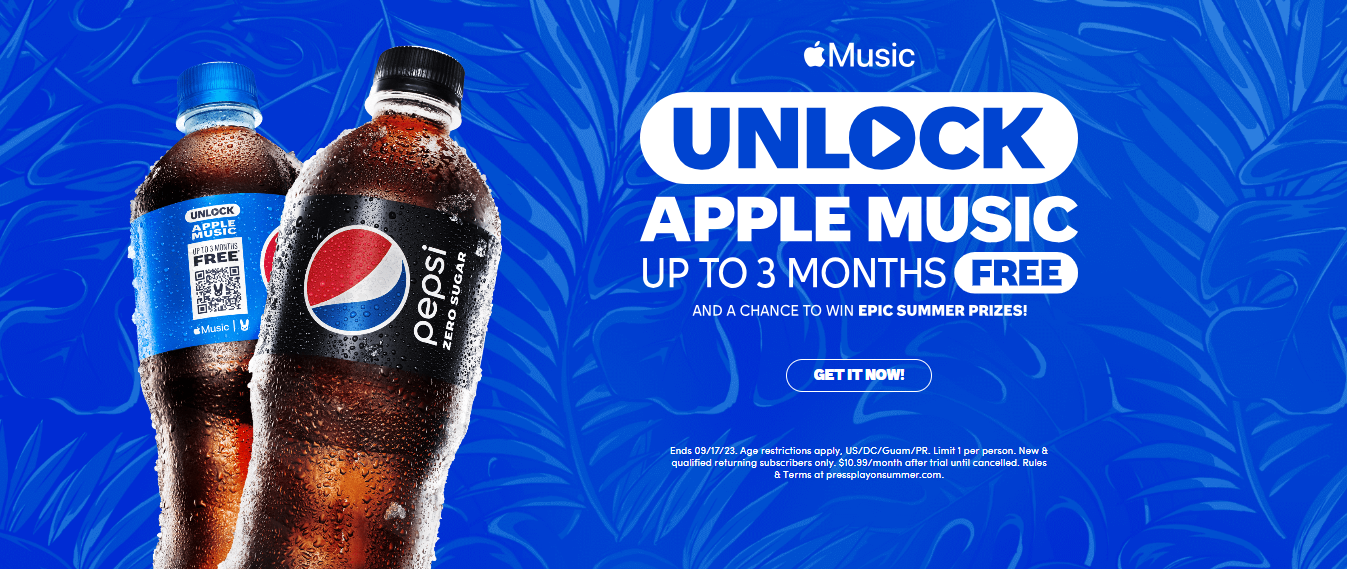 Music
UNLOCK
APPLE MUSIC
UP TO 3 MONTHS FREE
AND A CHANCE TO WIN EPIC SUMMER PRIZES!
GET IT NOW!
Ends 09/17/23. Age restrictions apply, US/DC/Guam/PR. Limit 1 per person. New &
qualified returning subscribers only. $10.99/month after trial until cancelled. Rules
& Terms at pressplayonsummer.com.
UNLOCK
APPLE
MUSIC
UP TO 3 MONTHS
FREE
Music
pepsi
ZERO SUGAR